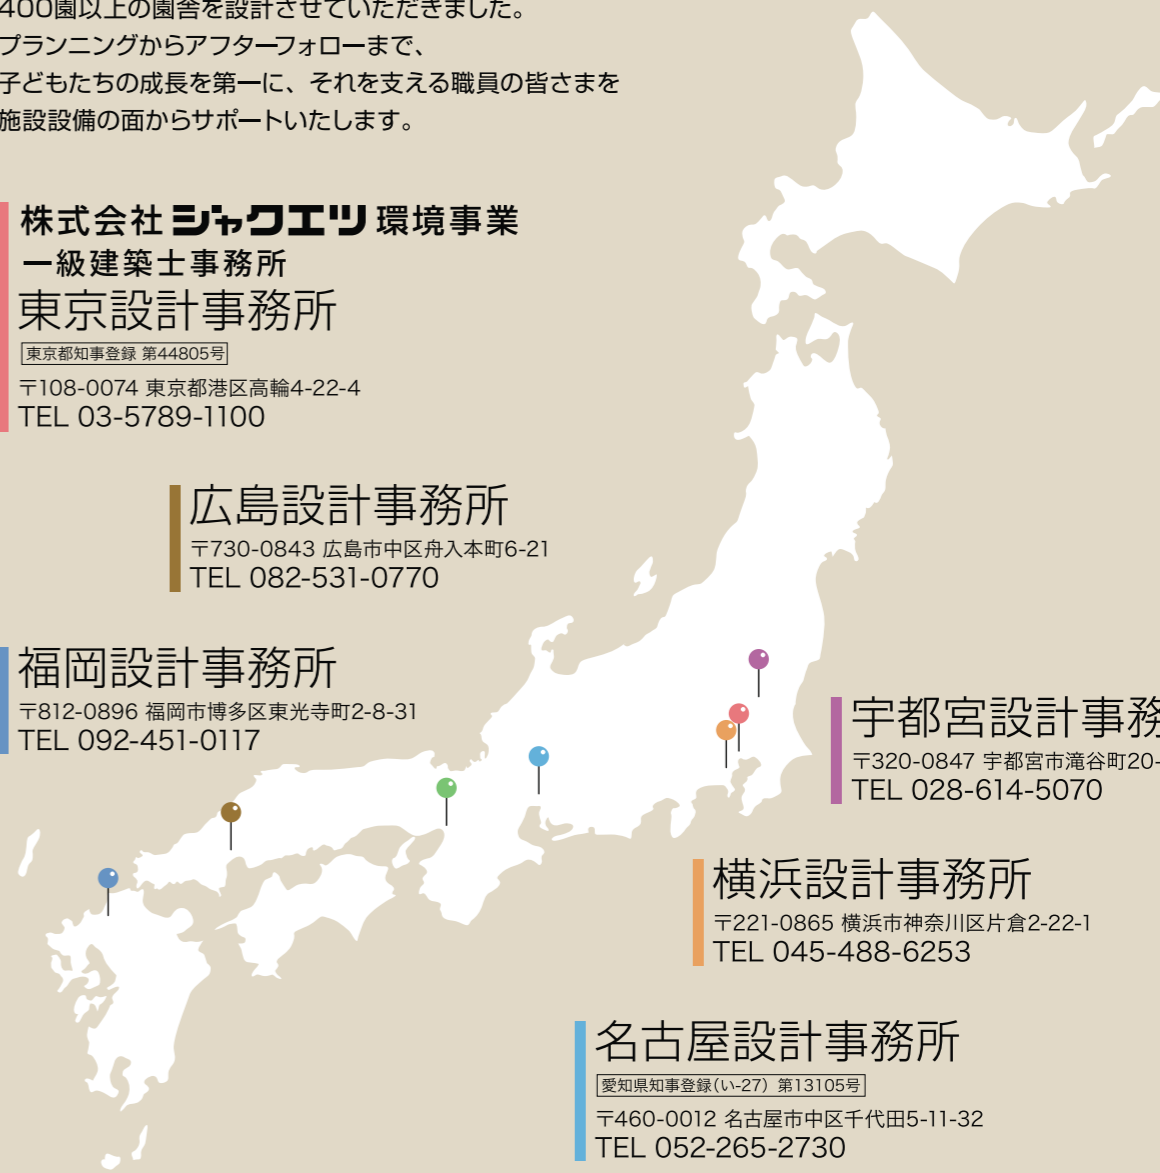 400園以上の園舎を設計させていただきました。
プランニングからアフターフォローまで、
子どもたちの成長を第一に、それを支える職員の皆さまを
施設設備の面からサポートいたします。
株式会社 ジャクエツ 環境事業
一級建築士事務所
東京設計事務所
東京都知事登録 第44805号
〒108-0074 東京都港区高輪4-22-4
TEL 03-5789-1100
広島設計事務所
〒730-0843 広島市中区舟入本町6-21
TEL 082-531-0770
福岡設計事務所
〒812-0896 福岡市博多区東光寺町2-8-31
TEL 092-451-0117
宇都宮設計事務
〒320-0847 宇都宮市滝谷町20-
TEL 028-614-5070
横浜設計事務所
〒221-0865 横浜市神奈川区片倉2-22-1
TEL 045-488-6253
名古屋設計事務所
愛知県知事登録(い-27) 第13105号
〒460-0012 名古屋市中区千代田5-11-32
TEL 052-265-2730